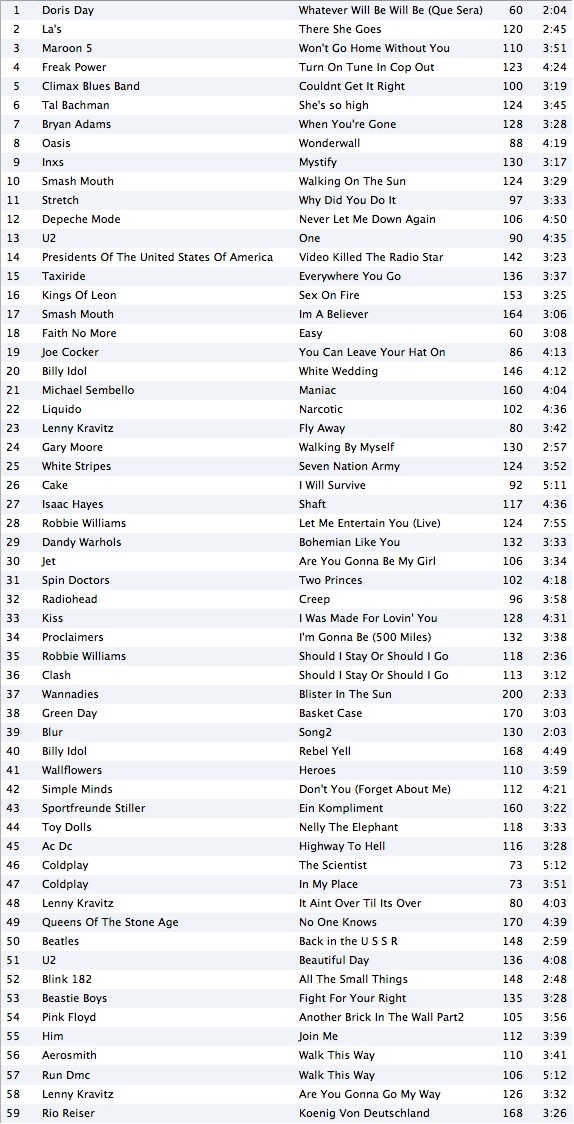 1 Doris Day Whatever Will Be Will Be (Que Sera) 60 2:04
2 La's There She Goes 120 2:45
3 Maroon 5 Won't Go Home Without You 110 3:51
4 Freak Power Turn On Tune In Cop Out 123 4:24
5 Climax Blues Band Couldnt Get It Right 100 3:19
6 Tal Bachman She's so high 124 3:45
7 Bryan Adams When You're Gone 128 3:28
8 Oasis Wonderwall 88 4:19
9 Inxs Mystify 130 3:17
10 Smash Mouth Walking On The Sun 124 3:29
11 Stretch Why Did You Do It 97 3:33
12 Depeche Mode Never Let Me Down Again 106 4:50
13 U2 One 90 4:35
14 Presidents Of The United States Of America Video Killed The Radio Star 142 3:23
15 Taxiride Everywhere You Go 136 3:37
16 Kings Of Leon Sex On Fire 153 3:25
17 Smash Mouth Im A Believer 164 3:06
18 Faith No More Easy 60 3:08
19 Joe Cocker You Can Leave Your Hat On 86 4:13
20 Billy Idol White Wedding 146 4:12
21 Michael Sembello Maniac 160 4:04
22 Liquido Narcotic 102 4:36
23 Lenny Kravitz Fly Away 80 3:42
24 Gary Moore Walking By Myself 130 2:57
25 White Stripes Seven Nation Army 124 3:52
26 Cake I Will Survive 92 5:11
27 Isaac Hayes Shaft 117 4:36
28 Robbie Williams Let Me Entertain You (Live) 124 7:55
29 Dandy Warhols Bohemian Like You 132 3:33
30 Jet Are You Gonna Be My Girl 106 3:34
31 Spin Doctors Two Princes 102 4:18
32 Radiohead Creep 96 3:58
33 Kiss I Was Made For Lovin' You 128 4:31
34 Proclaimers I'm Gonna Be (500 Miles) 132 3:38
35 Robbie Williams Should I Stay Or Should I Go 118 2:36
36 Clash Should I Stay Or Should I Go 113 3:12
37 Wannadies Blister In The Sun 200 2:33
38 Green Day Basket Case 170 3:03
39 Blur Song2 130 2:03
40 Billy Idol Rebel Yell 168 4:49
41 Wallflowers Heroes 110 3:59
42 Simple Minds Don't You (Forget About Me) 112 4:21
43 Sportfreunde Stiller Ein Kompliment 160 3:22
44 Toy Dolls Nelly The Elephant 118 3:33
45 Ac Dc Highway To Hell 116 3:28
46 Coldplay The Scientist 73 5:12
47 Coldplay In My Place 73 3:51
48 Lenny Kravitz It Aint Over Til Its Over 80 4:03
49 Queens Of The Stone Age No One Knows 170 4:39
50 Beatles Back in the U S S R 148 2:59
51 U2 Beautiful Day 136 4:08
52 Blink 182 All The Small Things 148 2:48
53 Beastie Boys Fight For Your Right 135 3:28
54 Pink Floyd Another Brick In The Wall Part2 105 3:56
55 Him Join Me 112 3:39
56 Aerosmith Walk This Way 110 3:41
57 Run Dmc Walk This Way 106 5:12
58 Lenny Kravitz Are You Gonna Go My Way 126 3:32
59 Rio Reiser Koenig Von Deutschland 168 3:26